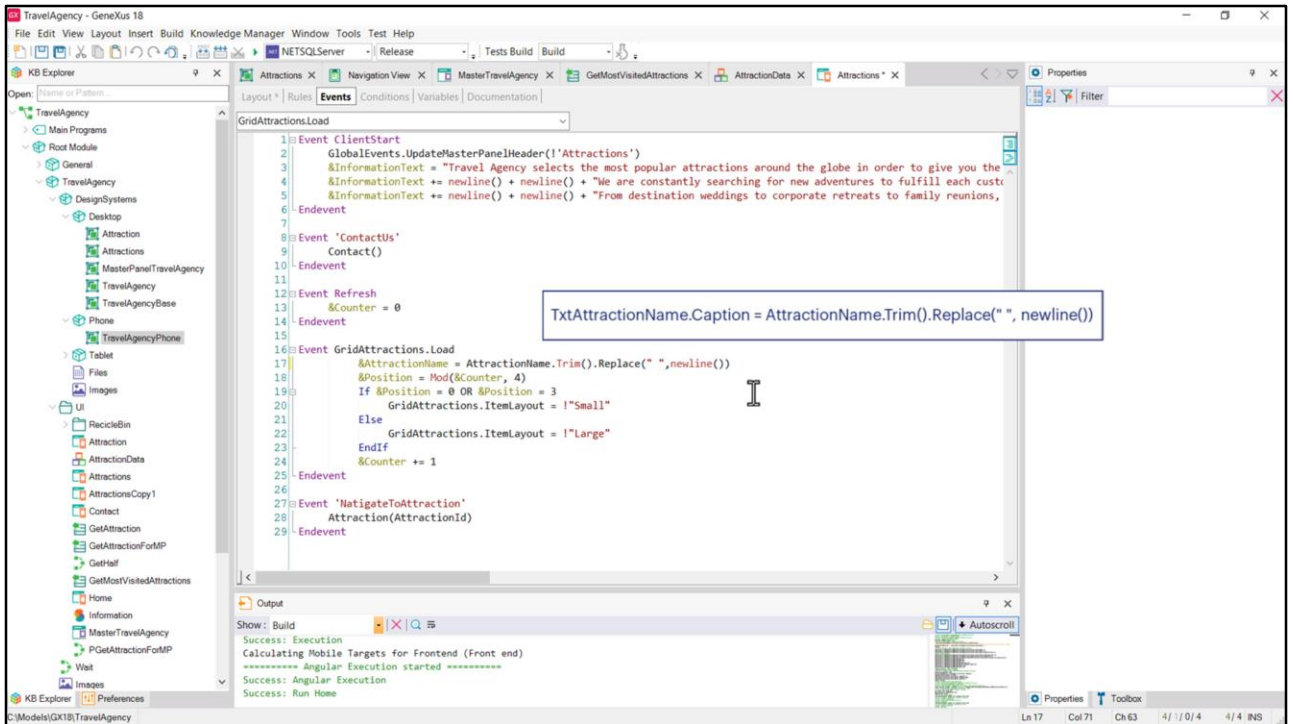 TravelAgency - GeneXus 18
File Edit View Layout Insert Build Knowledge Manager Window Tools Test Help
NETSQLServer Release Tests Build Build
KB Explorer
Open: Name or Pattern...
TravelAgency
Main Programs
Root Module
General
TravelAgency
DesignSystems
Desktop
Attraction
Attractions
MasterPanelTravelAgency
TravelAgency
TravelAgencyBase
Phone
TravelAgencyPhone
Tablet
Files
Images
UI
RecicleBin
Attraction
AttractionData
Attractions
AttractionsCopy1
Contact
GetAttraction
GetAttractionForMP
GetHalf
GetMostVisitedAttractions
Home
Information
MasterTravelAgency
PGetAttractionForMP
Wait
Images
KB Explorer Preferences
Attractions X Navigation View X MasterTravelAgency X GetMostVisitedAttractions X AttractionData X Attractions * X
Layout * | Rules | Events | Conditions | Variables | Documentation |
GridAttractions.Load
1 Event ClientStart
2 GlobalEvents.UpdateMasterPanelHeader(!'Attractions')
3 &InformationText = "Travel Agency selects the most popular attractions around the globe in order to give you the
4 &InformationText += newline() + newline() + "We are constantly searching for new adventures to fulfill each custo
5 &InformationText += newline() + newline() + "From destination weddings to corporate retreats to family reunions,
6 Endevent
7
8 Event 'ContactUs'
9 Contact()
10 Endevent
11
12 Event Refresh
13 &Counter = 0
14 Endevent
15
16 Event GridAttractions.Load
17 &AttractionName = AttractionName.Trim().Replace(" ",newline())
18 &Position = Mod(&Counter, 4)
19 If &Position = 0 OR &Position = 3
20 GridAttractions.ItemLayout = !"Small"
21 Else
22 GridAttractions.ItemLayout = !"Large"
23 EndIf
24 &Counter += 1
25 Endevent
26
27 Event 'NatigateToAttraction'
28 Attraction(AttractionId)
29 Endevent
TxtAttractionName.Caption = AttractionName.Trim().Replace(" ", newline())
Output
Show: Build
Autoscroll
Success: Execution
Calculating Mobile Targets for Frontend (Front end)
========== Angular Execution started ==========
Success: Angular Execution
Success: Run Home
Properties
Filter
Properties Toolbox
C:\Models\GX18\TravelAgency
Ln 17 Col 71 Ch 63 4/1/0/4 4/4 INS